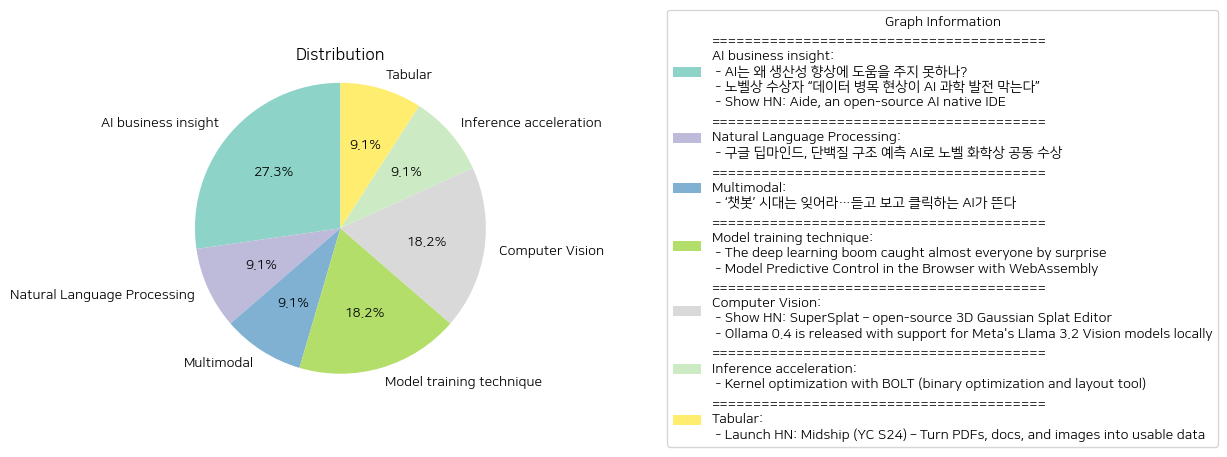 Distribution
Tabular
AI business insight
Inference acceleration
9.1%
27.3%
9.1%
18.2%
Computer Vision
9.1%
Natural Language Processing
9.1%
18.2%
Multimodal
Model training technique
Graph Information
========================================
AI business insight:
- AI는 왜 생산성 향상에 도움을 주지 못하나?
- 노벨상 수상자 “데이터 병목 현상이 AI 과학 발전 막는다”
- Show HN: Aide, an open-source AI native IDE
========================================
Natural Language Processing:
- 구글 딥마인드, 단백질 구조 예측 AI로 노벨 화학상 공동 수상
========================================
Multimodal:
- ‘챗봇’ 시대는 잊어라…듣고 보고 클릭하는 AI가 뜬다
========================================
Model training technique:
- The deep learning boom caught almost everyone by surprise
- Model Predictive Control in the Browser with WebAssembly
========================================
Computer Vision:
- Show HN: SuperSplat – open-source 3D Gaussian Splat Editor
- Ollama 0.4 is released with support for Meta's Llama 3.2 Vision models locally
========================================
Inference acceleration:
- Kernel optimization with BOLT (binary optimization and layout tool)
========================================
Tabular:
- Launch HN: Midship (YC S24) – Turn PDFs, docs, and images into usable data